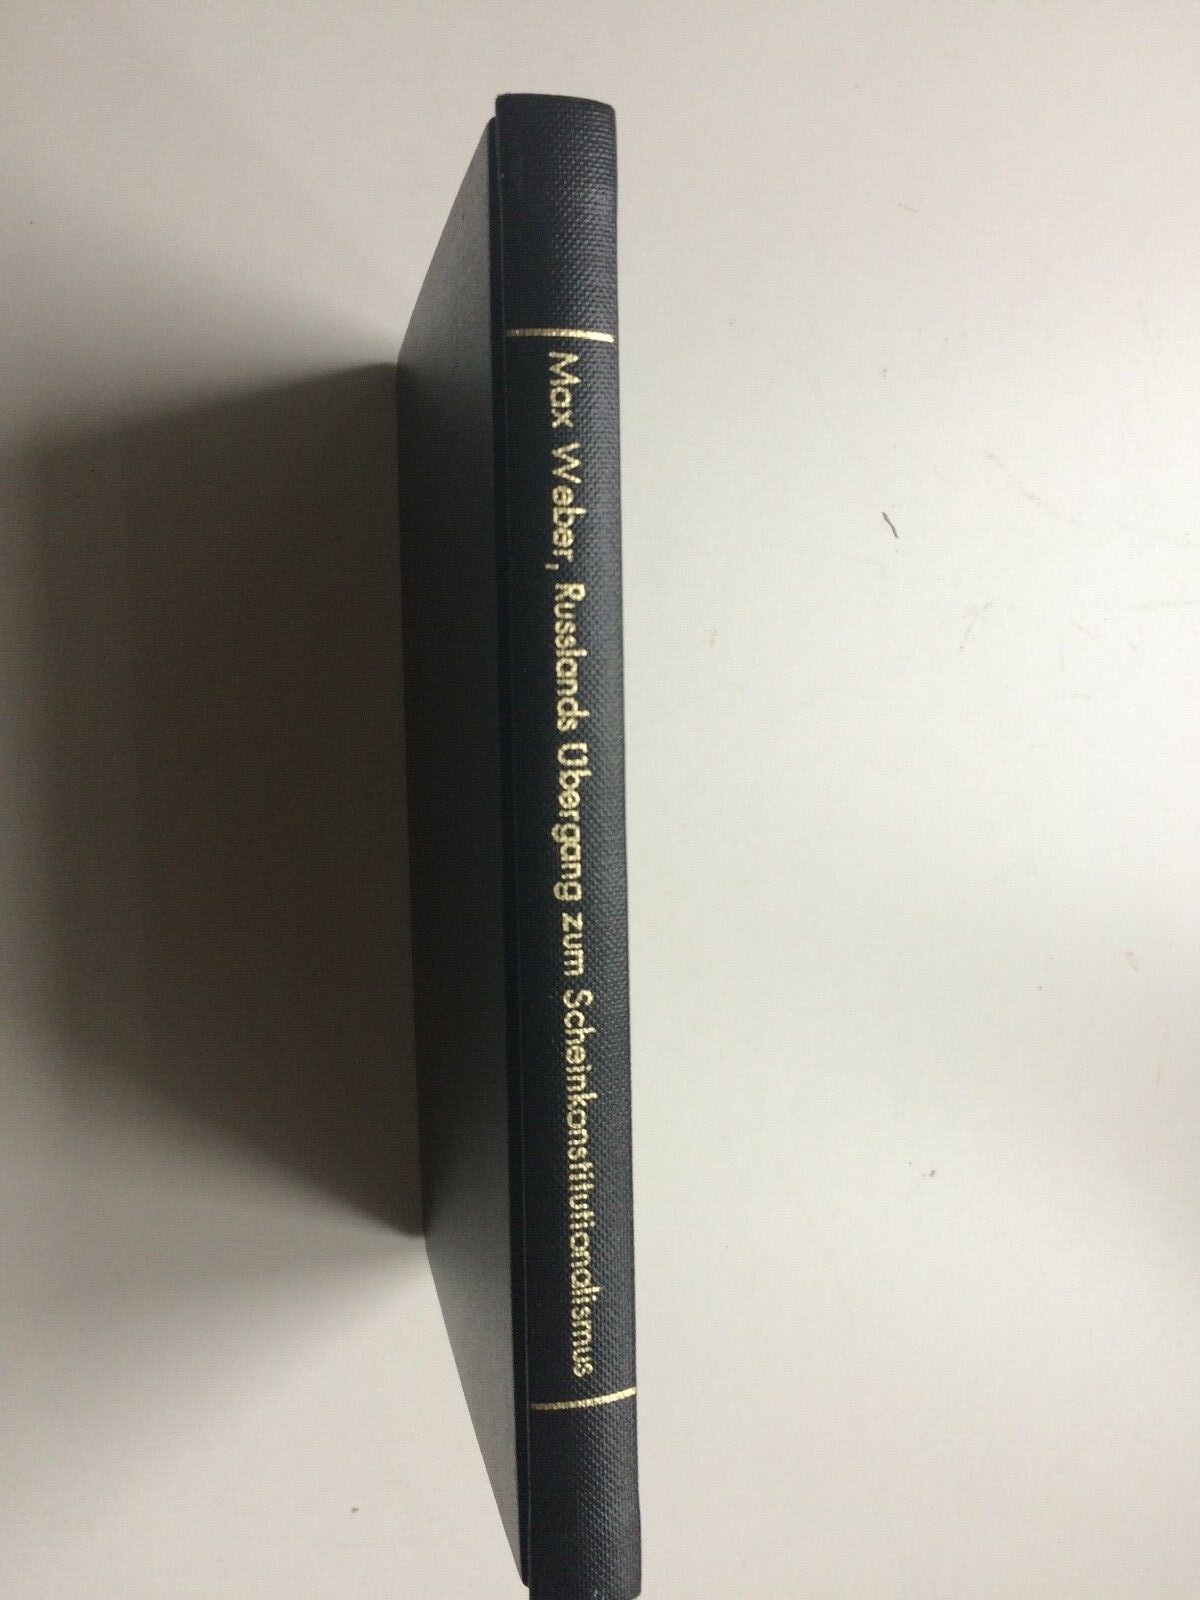 Max Weber, Russlands Übergang zum Scheinkonstitutionalismus